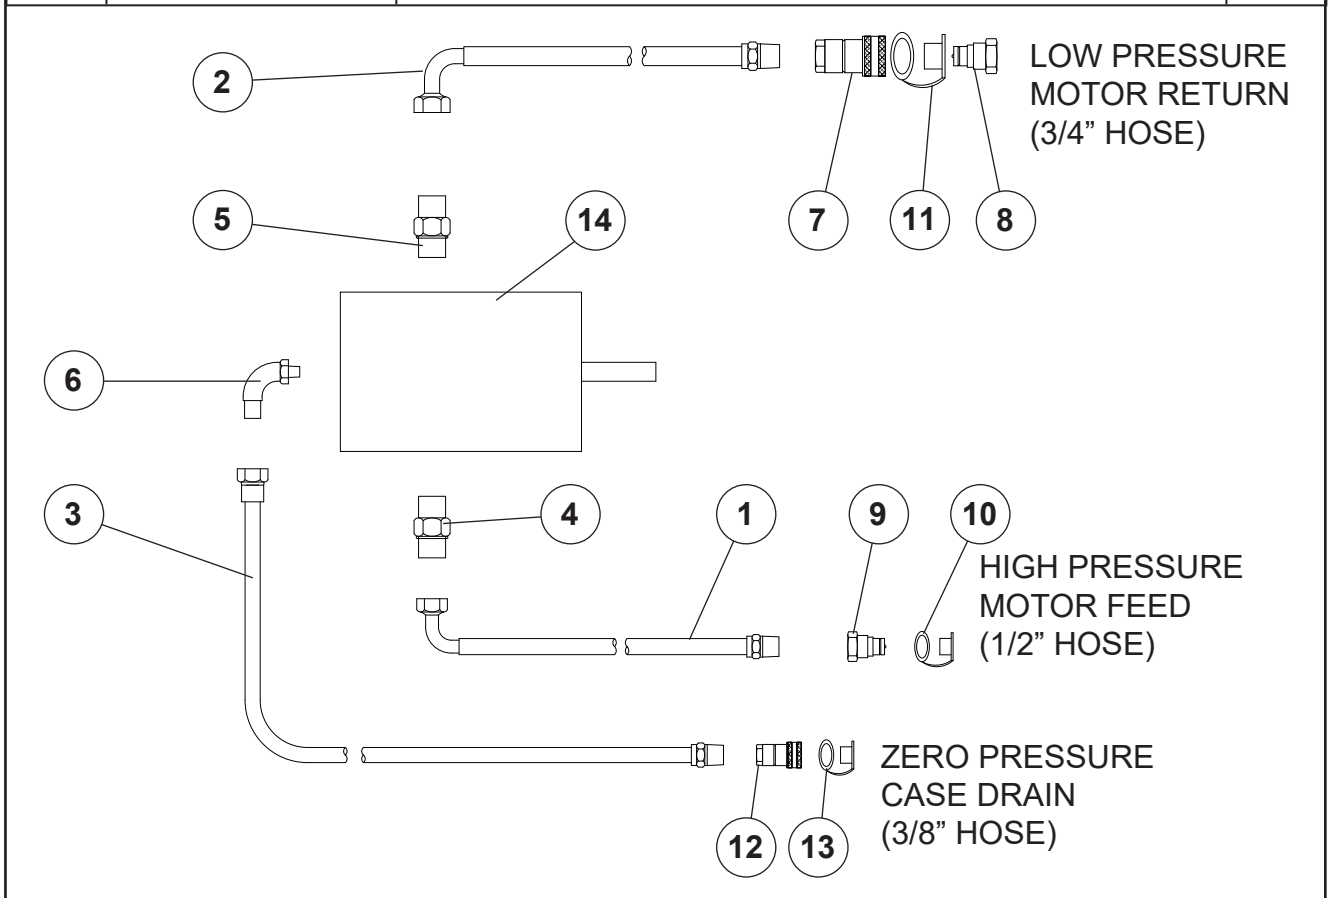 2
LOW PRESSURE
MOTOR RETURN
(3/4” HOSE)
5
14
7
11
8
6
3
4
1
9
10
HIGH PRESSURE
MOTOR FEED
(1/2” HOSE)
ZERO PRESSURE
CASE DRAIN
(3/8” HOSE)
12
13